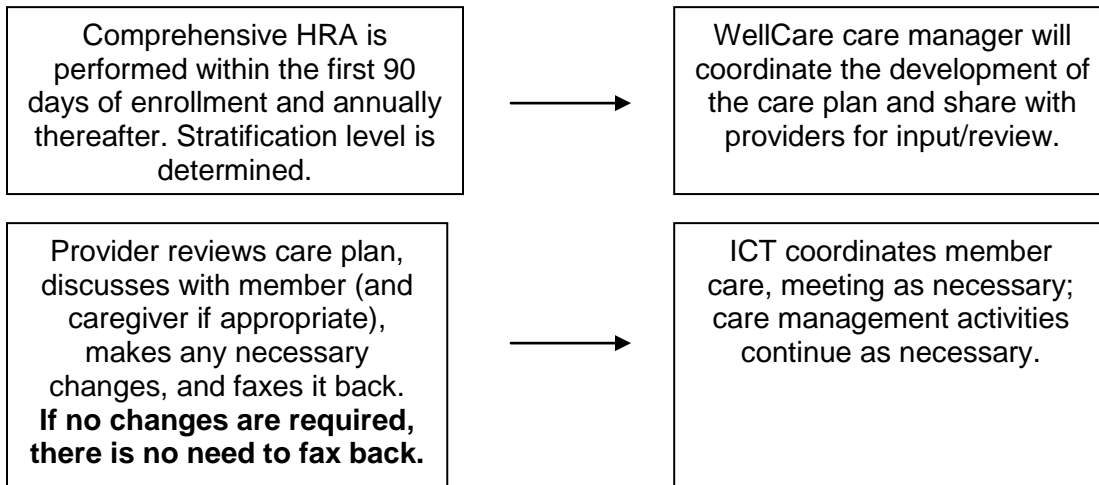 Comprehensive HRA is
performed within the first 90
days of enrollment and annually
thereafter. Stratification level is
determined.
WellCare care manager will
coordinate the development of
the care plan and share with
providers for input/review.
Provider reviews care plan,
discusses with member (and
caregiver if appropriate),
makes any necessary
changes, and faxes it back.
If no changes are required,
there is no need to fax back.
ICT coordinates member
care, meeting as necessary;
care management activities
continue as necessary.